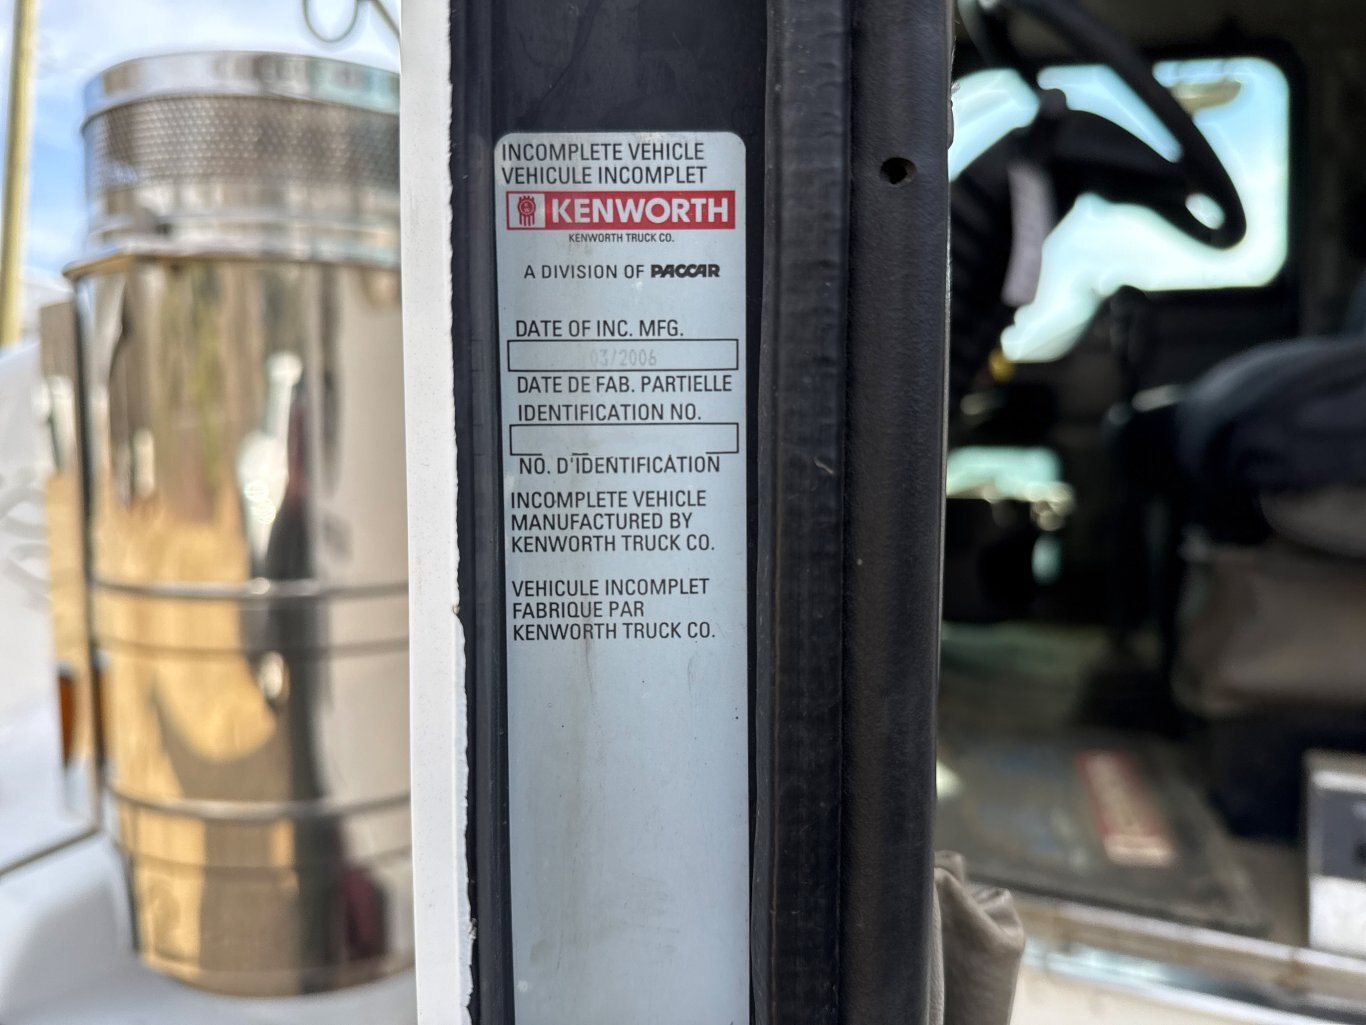 INCOMPLETE VEHICLE
VEHICULE INCOMPLET
KENWORTH
KENWORTH TRUCK CO.
A DIVISION OF PACCAR
DATE OF INC. MFG.
03/2006
DATE DE FAB. PARTIELLE
IDENTIFICATION NO.
NO. D'IDENTIFICATION
INCOMPLETE VEHICLE
MANUFACTURED BY
KENWORTH TRUCK CO.
VEHICULE INCOMPLET
FABRIQUE PAR
KENWORTH TRUCK CO.